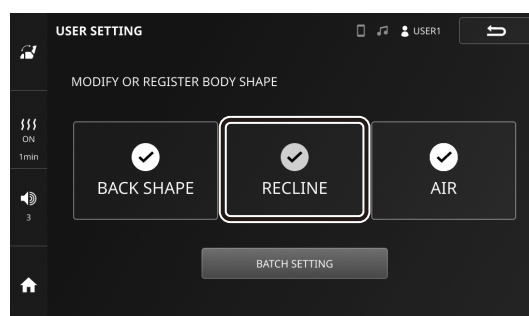 USER SETTING
USER1
MODIFY OR REGISTER BODY SHAPE
ON
1min
3
BACK SHAPE
RECLINE
AIR
BATCH SETTING